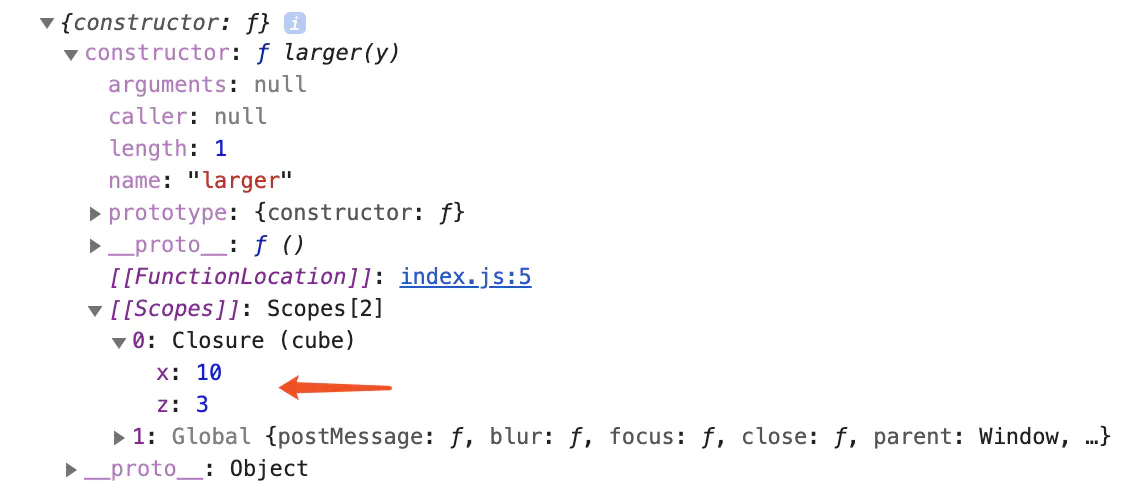 ▼{constructor: ƒ} i
▼constructor: ƒ larger(y)
arguments: null
caller: null
length: 1
name: "larger"
▶prototype: {constructor: ƒ}
▶__proto__: ƒ ()
[[FunctionLocation]]: index.js:5
▼[[Scopes]]: Scopes[2]
▼0: Closure (cube)
x: 10
z: 3
▶1: Global {postMessage: ƒ, blur: ƒ, focus: ƒ, close: ƒ, parent: Window, …}
▶__proto__: Object